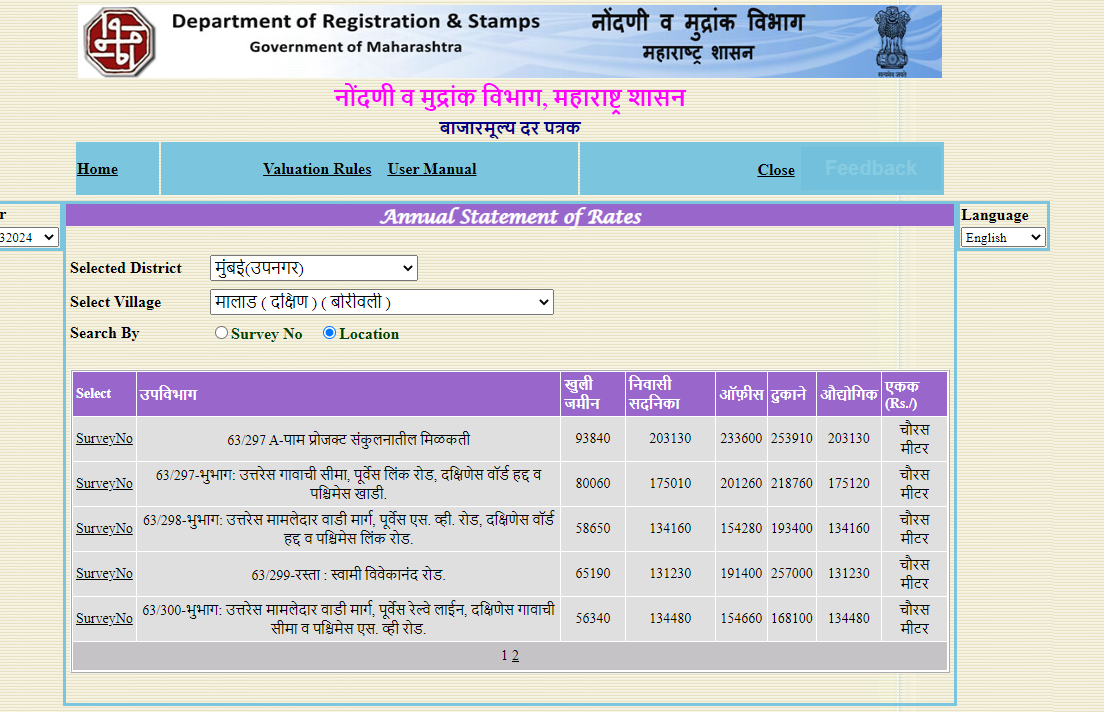 Department of Registration & Stamps
Government of Maharashtra
नोंदणी व मुद्रांक विभाग
महाराष्ट्र शासन
सत्यमेव जयते
नोंदणी व मुद्रांक विभाग, महाराष्ट्र शासन
बाजारमूल्य दर पत्रक
Home Valuation Rules User Manual Close Feedback
r Annual Statement of Rates Language
32024 English
Selected District मुंबई(उपनगर)
Select Village मालाड ( दक्षिण ) ( बोरीवली )
Search By Survey No Location
Select उपविभाग खुली जमीन निवासी सदनिका ऑफ़ीस दुकाने औद्योगिक एकक (Rs./)
SurveyNo 63/297 A-पाम प्रोजक्ट संकुलनातील मिळकती 93840 203130 233600 253910 203130 चौरस मीटर
SurveyNo 63/297-भुभाग: उत्तरेस गावाची सीमा, पूर्वेस लिंक रोड, दक्षिणेस वॉर्ड हद्द व पश्चिमेस खाडी. 80060 175010 201260 218760 175120 चौरस मीटर
SurveyNo 63/298-भुभाग: उत्तरेस मामलेदार वाडी मार्ग, पूर्वेस एस. व्ही. रोड, दक्षिणेस वॉर्ड हद्द व पश्चिमेस लिंक रोड. 58650 134160 154280 193400 134160 चौरस मीटर
SurveyNo 63/299-रस्ता : स्वामी विवेकानंद रोड. 65190 131230 191400 257000 131230 चौरस मीटर
SurveyNo 63/300-भुभाग: उत्तरेस मामलेदार वाडी मार्ग, पूर्वेस रेल्वे लाईन, दक्षिणेस गावाची सीमा व पश्चिमेस एस. व्ही रोड. 56340 134480 154660 168100 134480 चौरस मीटर
1 2